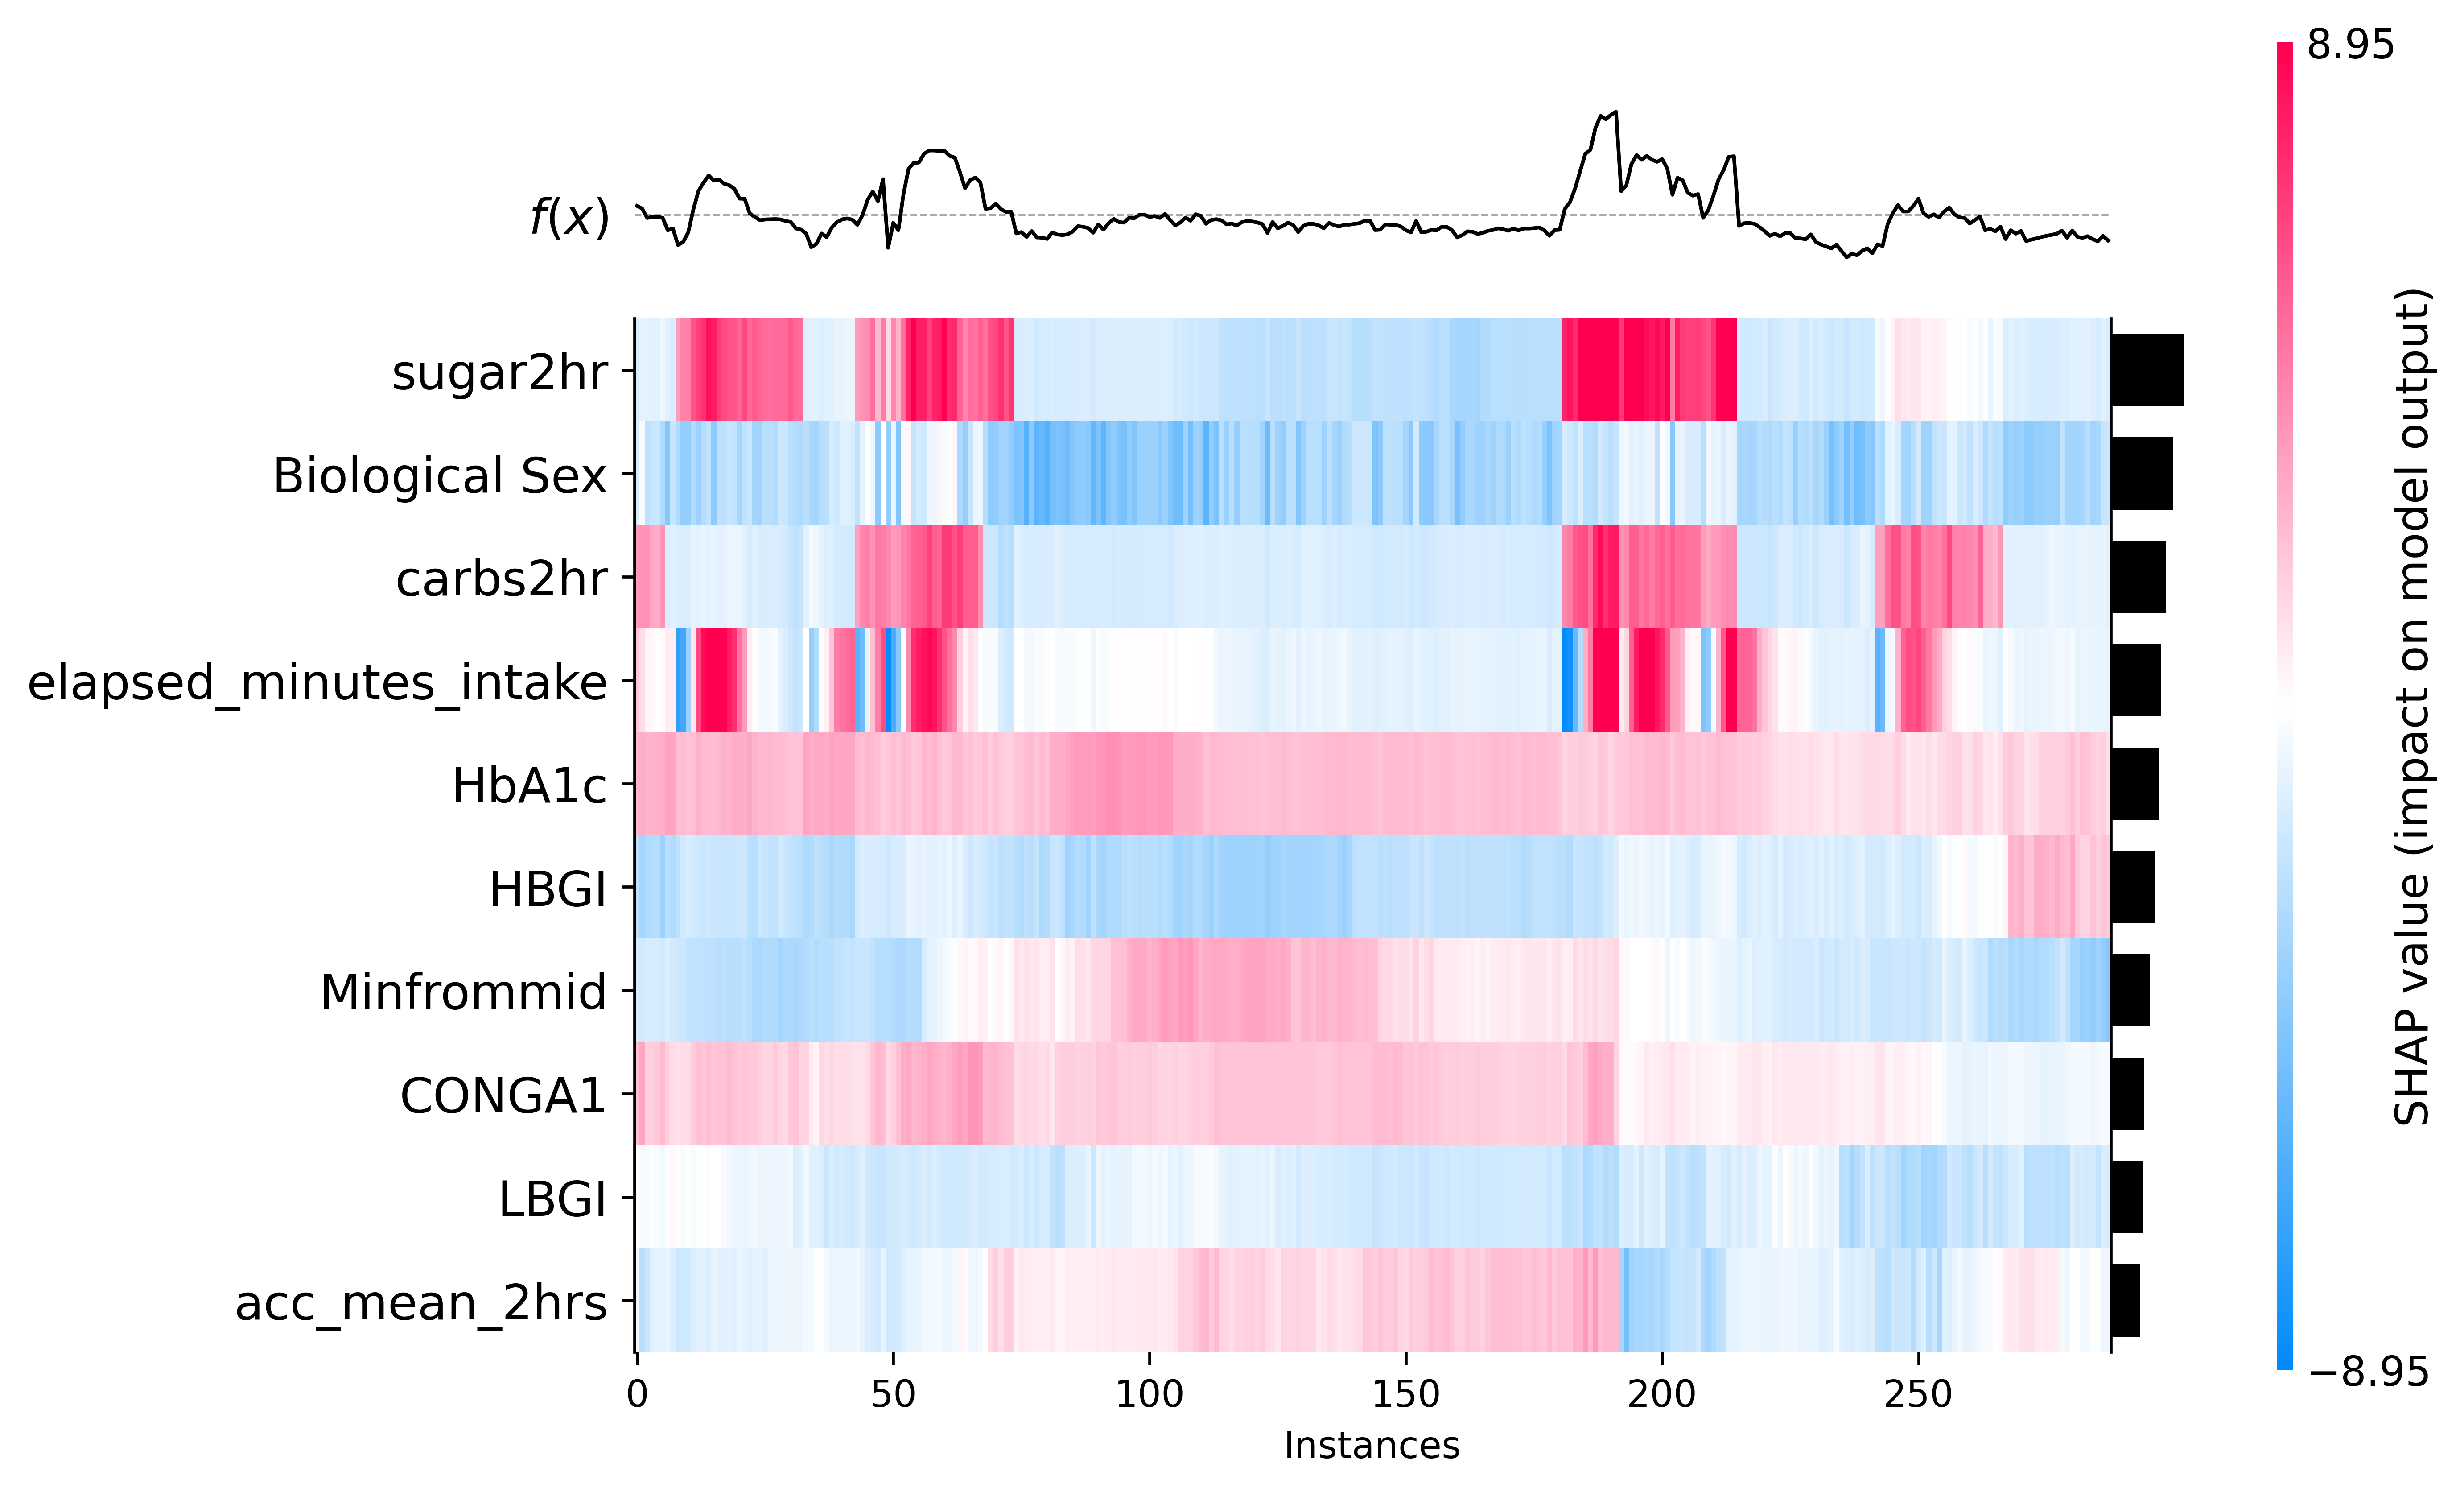 8.95
f(x)
sugar2hr
Biological Sex
carbs2hr
elapsed_minutes_intake
HbA1c
HBGI
Minfrommid
CONGA1
LBGI
acc_mean_2hrs
0 50 100 150 200 250
Instances
SHAP value (impact on model output)
−8.95